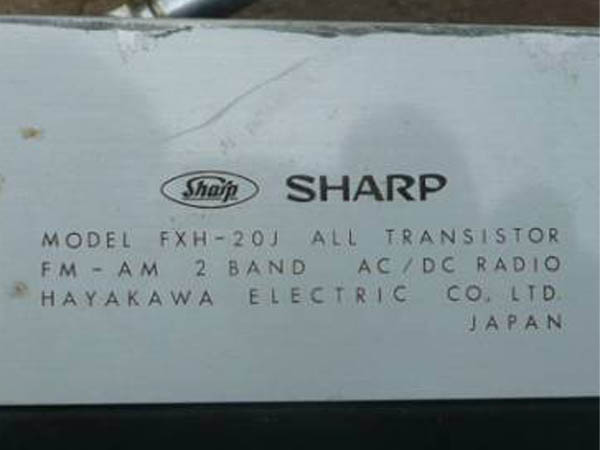 Sharp SHARP
MODEL FXH-20J ALL TRANSISTOR
FM-AM 2 BAND AC/DC RADIO
HAYAKAWA ELECTRIC CO., LTD.
JAPAN